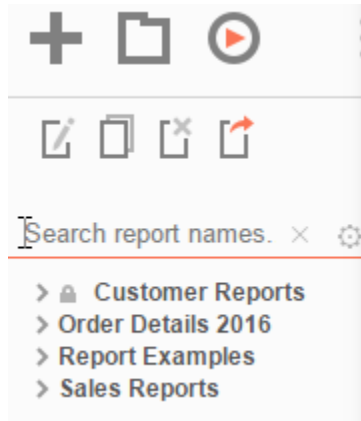 Search report names.
Customer Reports
Order Details 2016
Report Examples
Sales Reports